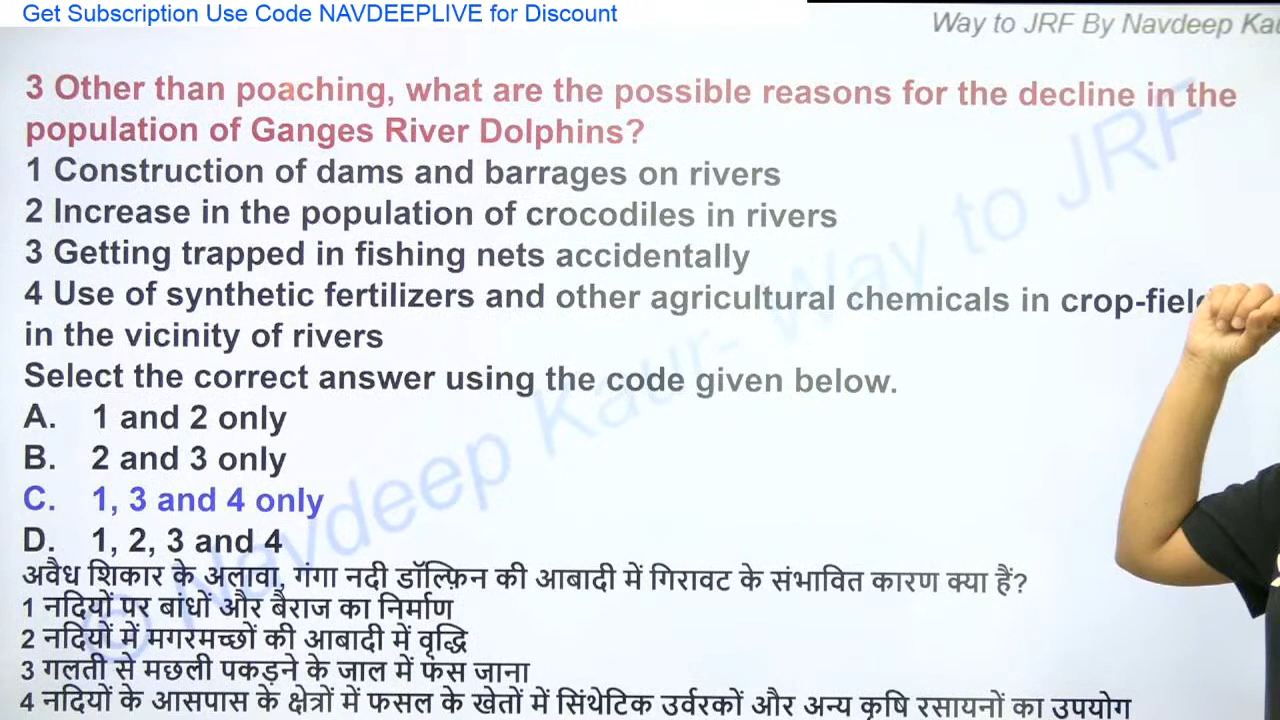 Get Subscription Use Code NAVDEEPLIVE for Discount
Way to JRF By Navdeep
3 Other than poaching, what are the possible reasons for the decline in the
population of Ganges River Dolphins?
1 Construction of dams and barrages on rivers
2 Increase in the population of crocodiles in rivers
3 Getting trapped in fishing nets accidentally
4 Use of synthetic fertilizers and other agricultural chemicals in
in the vicinity of rivers
Select the correct answer using the code given below.
A. 1 and 2 only
B. 2 and 3 only
C. 1, 3 and 4 only
D. 1, 2, 3 and 4
अवैध शिकार के अलावा, गंगा नदी डॉल्फ़िन की आबादी में गिरावट के संभावित कारण क्या हैं?
1 नदियों पर बांधों और बैराज का निर्माण
2 नदियों में मगरमच्छों की आबादी में वृद्धि
3 गलती से मछली पकड़ने के जाल में फंस जाना
4 नदियों के आसपास के क्षेत्रों में फसल के खेतों में सिंथेटिक उर्वरकों और अन्य कृषि रसायनों का उपयोग
© Navdeep Kaur- Way to JRF